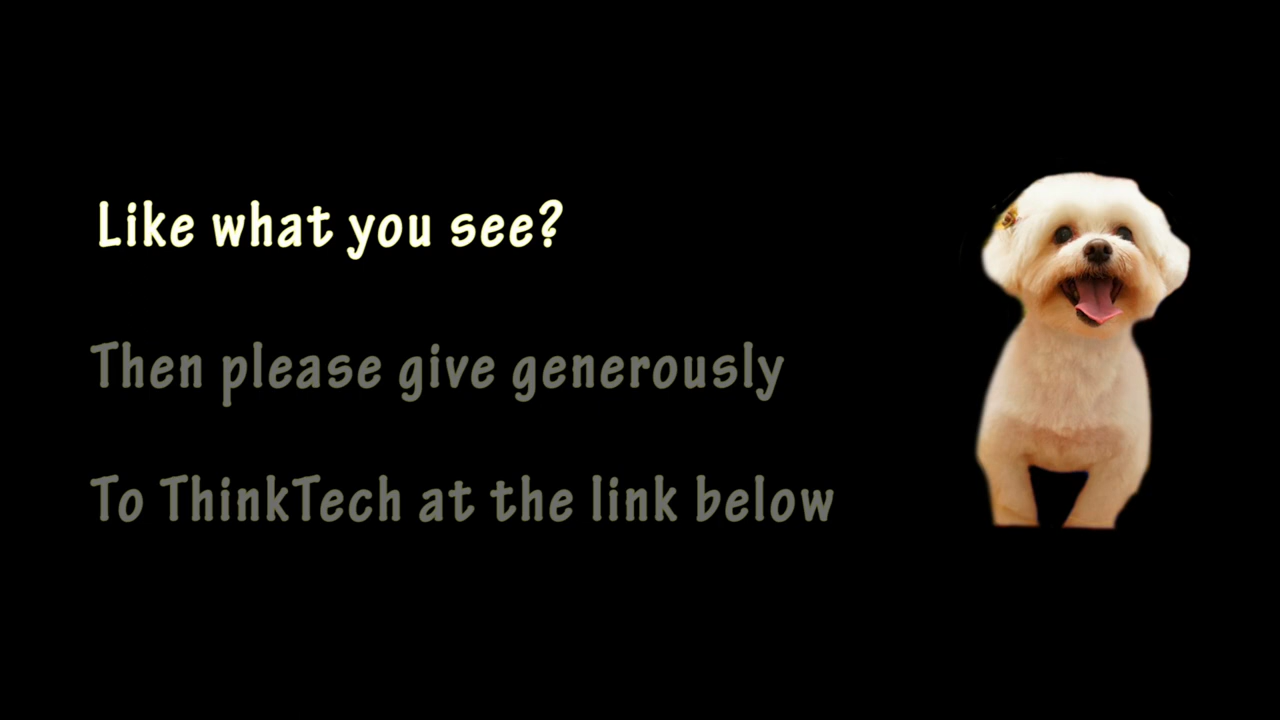 Like what you see?
Then please give generously
To ThinkTech at the link below